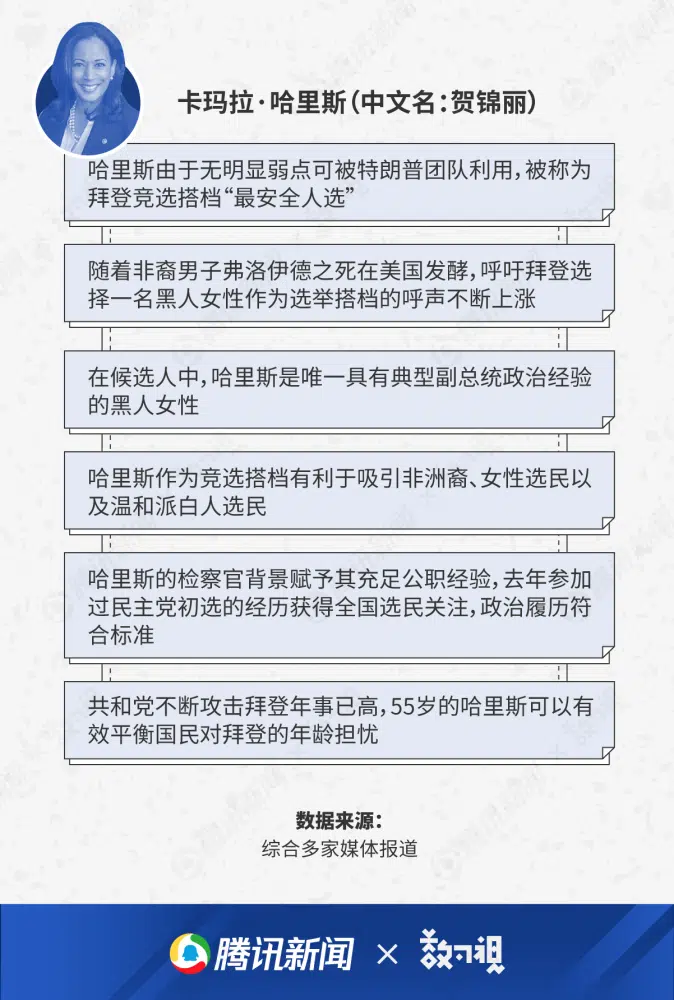 卡玛拉·哈里斯（中文名：贺锦丽）
哈里斯由于无明显弱点可被特朗普团队利用，被称为
拜登竞选搭档“最安全人选”
随着非裔男子弗洛伊德之死在美国发酵，呼吁拜登选
择一名黑人女性作为选举搭档的呼声不断上涨
在候选人中，哈里斯是唯一具有典型副总统政治经验
的黑人女性
哈里斯作为竞选搭档有利于吸引非洲裔、女性选民以
及温和派白人选民
哈里斯的检察官背景赋予其充足公职经验，去年参加
过民主党初选的经历获得全国选民关注，政治履历符
合标准
共和党不断攻击拜登年事已高，55岁的哈里斯可以有
效平衡国民对拜登的年龄担忧
数据来源：
综合多家媒体报道
腾讯新闻 × 数可视